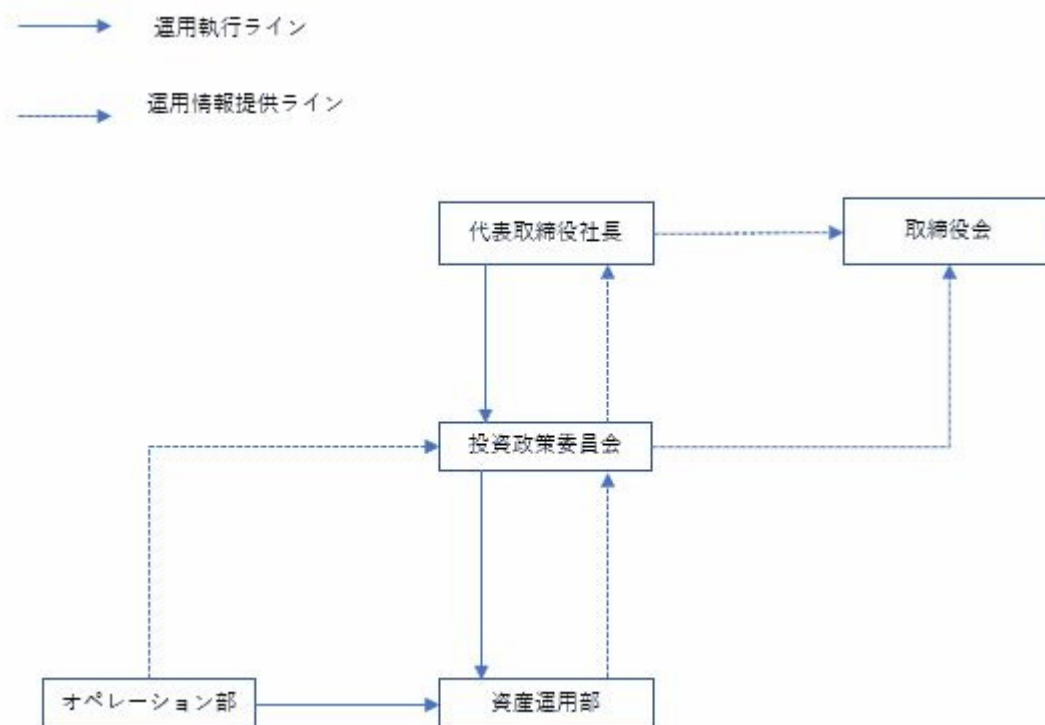 運用執行ライン
運用情報提供ライン
代表取締役社長
取締役会
投資政策委員会
オペレーション部
資産運用部